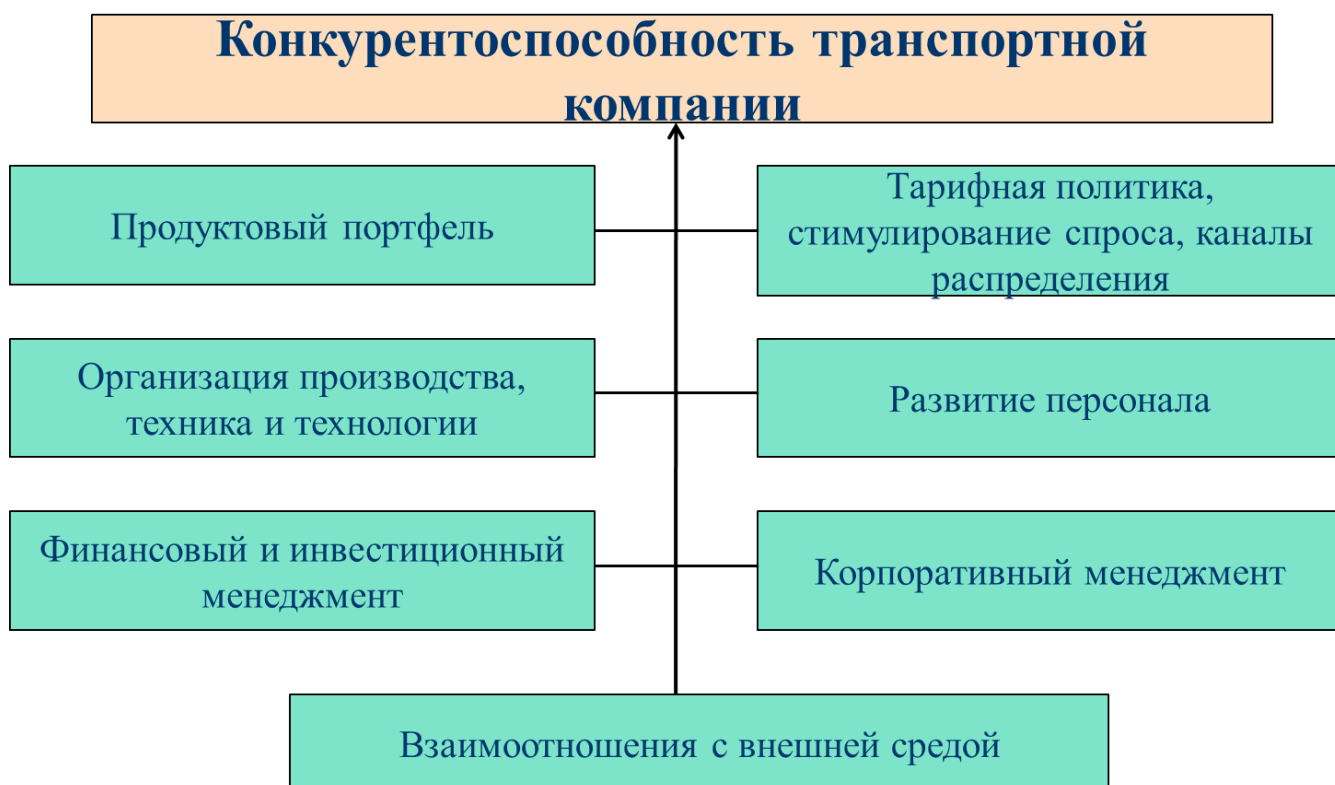 Конкурентоспособность транспортной
компании
Продуктовый портфель
Тарифная политика,
стимулирование спроса, каналы
распределения
Организация производства,
техника и технологии
Развитие персонала
Финансовый и инвестиционный
менеджмент
Корпоративный менеджмент
Взаимоотношения с внешней средой